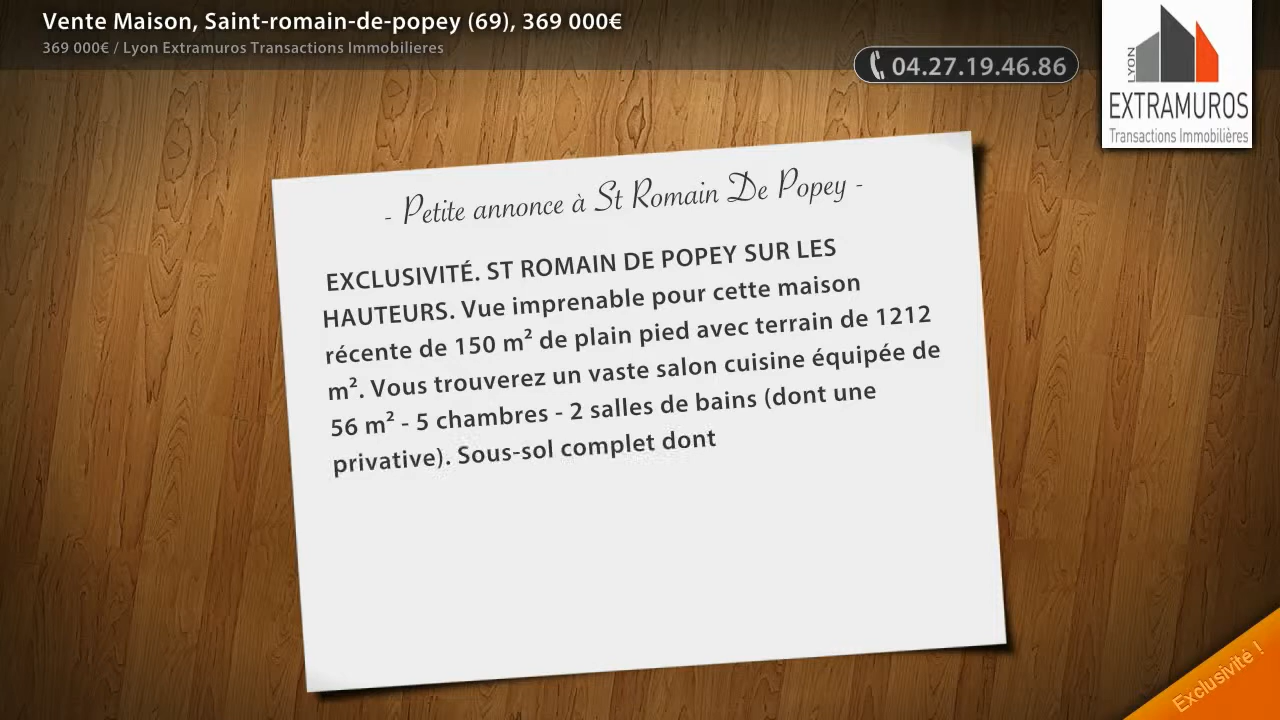 Vente Maison, Saint-romain-de-popey (69), 369 000€
369 000€ / Lyon Extramuros Transactions Immobilieres
04.27.19.46.86
LYON
EXTRAMUROS
Transactions Immobilières
- Petite annonce à St Romain De Popey -
EXCLUSIVITÉ. ST ROMAIN DE POPEY SUR LES
HAUTEURS. Vue imprenable pour cette maison
récente de 150 m² de plain pied avec terrain de 1212
m². Vous trouverez un vaste salon cuisine équipée de
56 m² - 5 chambres - 2 salles de bains (dont une
privative). Sous-sol complet dont
Exclusivité !